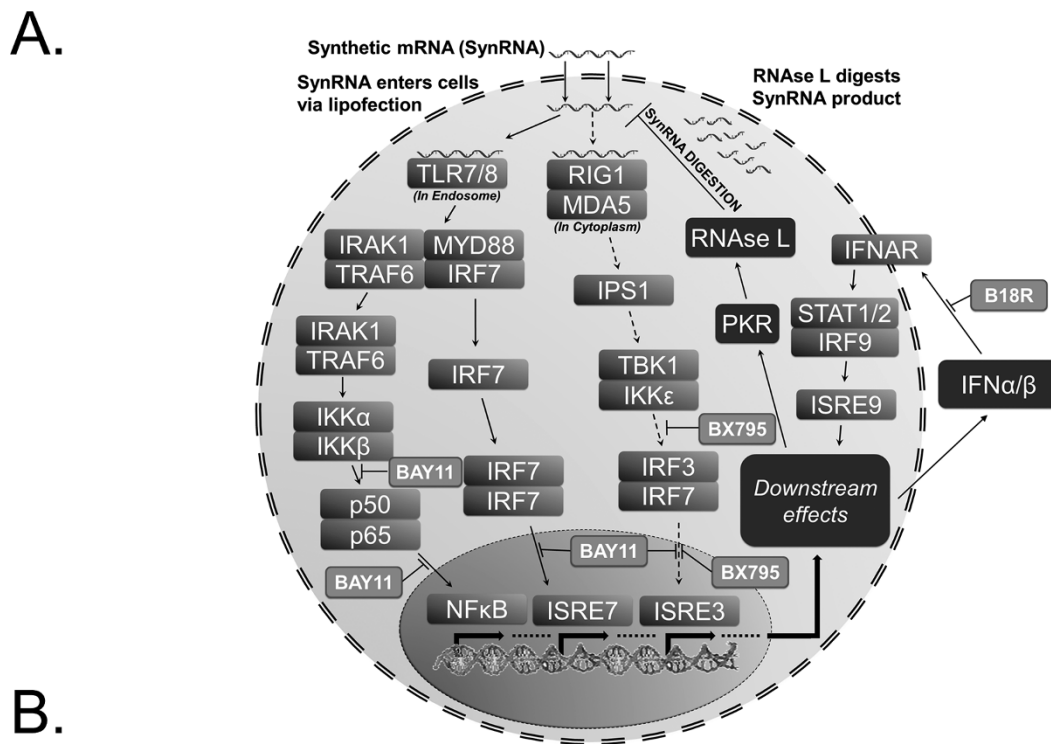 A.
Synthetic mRNA (SynRNA)
SynRNA enters cells
via lipofection
RNAse L digests
SynRNA product
SynRNA DIGESTION
TLR7/8
(In Endosome)
RIG1
MDA5
(In Cytoplasm)
RNAse L
IFNAR
IRAK1
TRAF6
MYD88
IRF7
IPS1
PKR
STAT1/2
IRF9
B18R
IRAK1
TRAF6
IRF7
TBK1
IKKε
ISRE9
IFNα/β
IKKα
IKKβ
BX795
BAY11
IRF7
IRF7
IRF3
IRF7
Downstream
effects
p50
p65
BAY11
BAY11
BX795
NFκB
ISRE7
ISRE3
B.